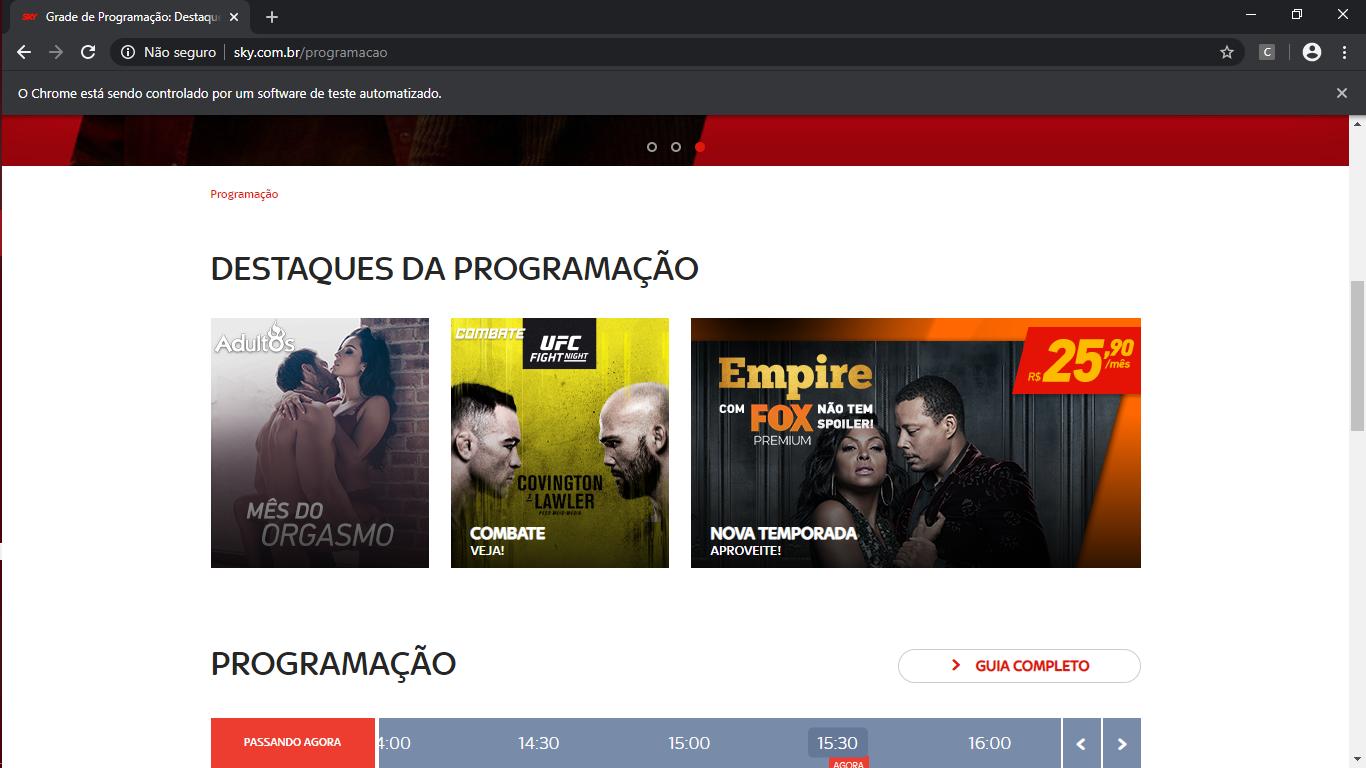 SKY Grade de Programação: Destaqu
Não seguro sky.com.br/programacao
C
O Chrome está sendo controlado por um software de teste automatizado.
Programação
DESTAQUES DA PROGRAMAÇÃO
Adultos
MÊS DO
ORGASMO
COMBATE
UFC
FIGHT NIGHT
COVINGTON
LAWLER
PESO MEIO-MÉDIO
COMBATE
VEJA!
Empire
COM FOX NÃO TEM
PREMIUM SPOILER!
R$ 25,90
/mês
NOVA TEMPORADA
APROVEITE!
PROGRAMAÇÃO
GUIA COMPLETO
PASSANDO AGORA
4:00 14:30 15:00 15:30 16:00
AGORA